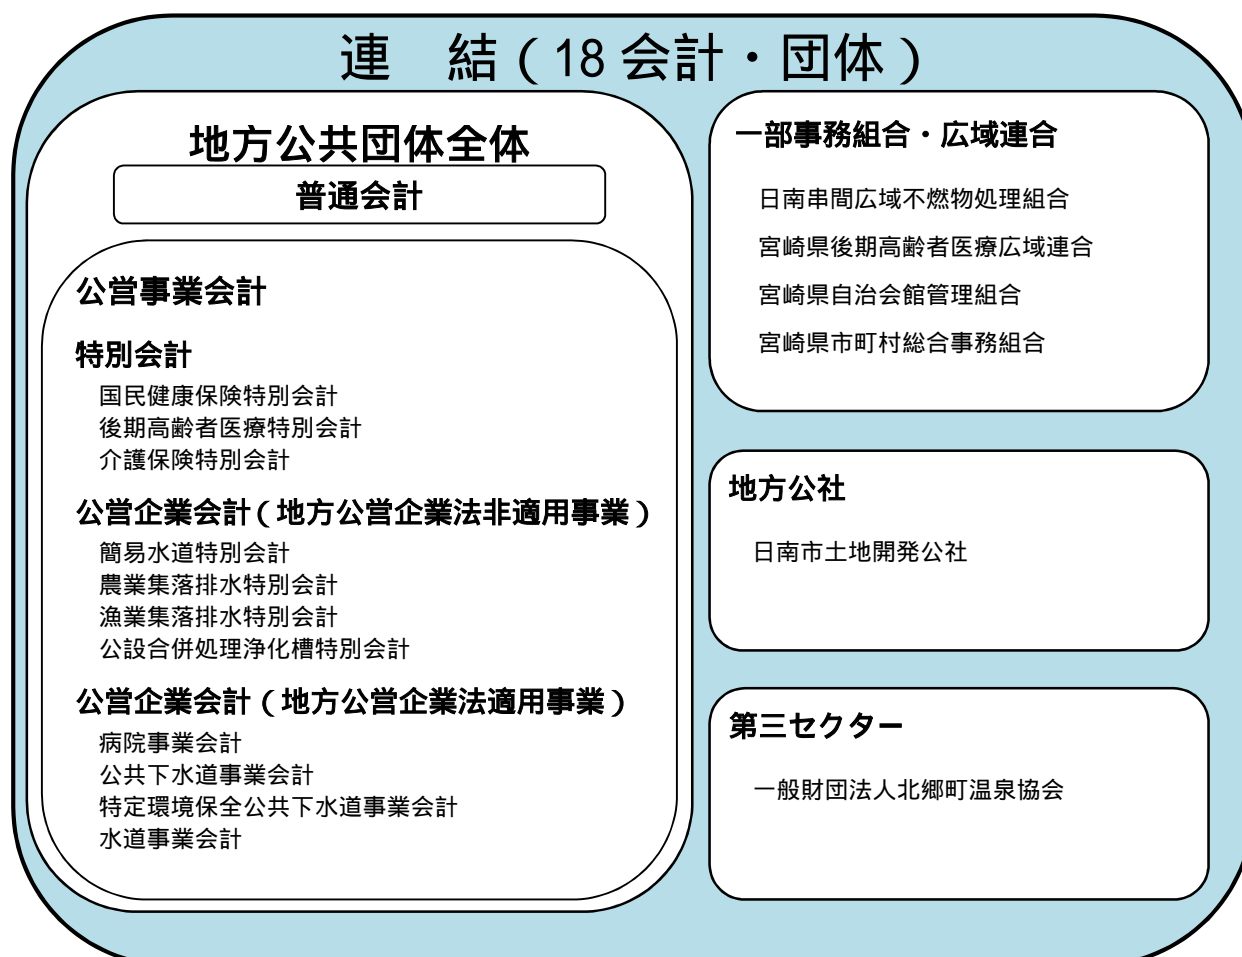 連　結（18会計・団体）
地方公共団体全体
普通会計
公営事業会計
特別会計
国民健康保険特別会計
後期高齢者医療特別会計
介護保険特別会計
公営企業会計（地方公営企業法非適用事業）
簡易水道特別会計
農業集落排水特別会計
漁業集落排水特別会計
公設合併処理浄化槽特別会計
公営企業会計（地方公営企業法適用事業）
病院事業会計
公共下水道事業会計
特定環境保全公共下水道事業会計
水道事業会計
一部事務組合・広域連合
日南串間広域不燃物処理組合
宮崎県後期高齢者医療広域連合
宮崎県自治会館管理組合
宮崎県市町村総合事務組合
地方公社
日南市土地開発公社
第三セクター
一般財団法人北郷町温泉協会